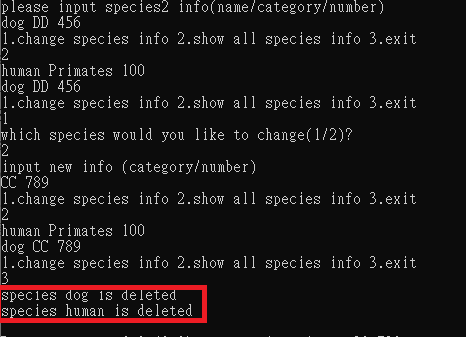 please input species2 info(name/category/number)
dog DD 456
1.change species info 2.show all species info 3.exit
2
human Primates 100
dog DD 456
1.change species info 2.show all species info 3.exit
1
which species would you like to change(1/2)?
2
input new info (category/number)
CC 789
1.change species info 2.show all species info 3.exit
2
human Primates 100
dog CC 789
1.change species info 2.show all species info 3.exit
3
species dog is deleted
species human is deleted